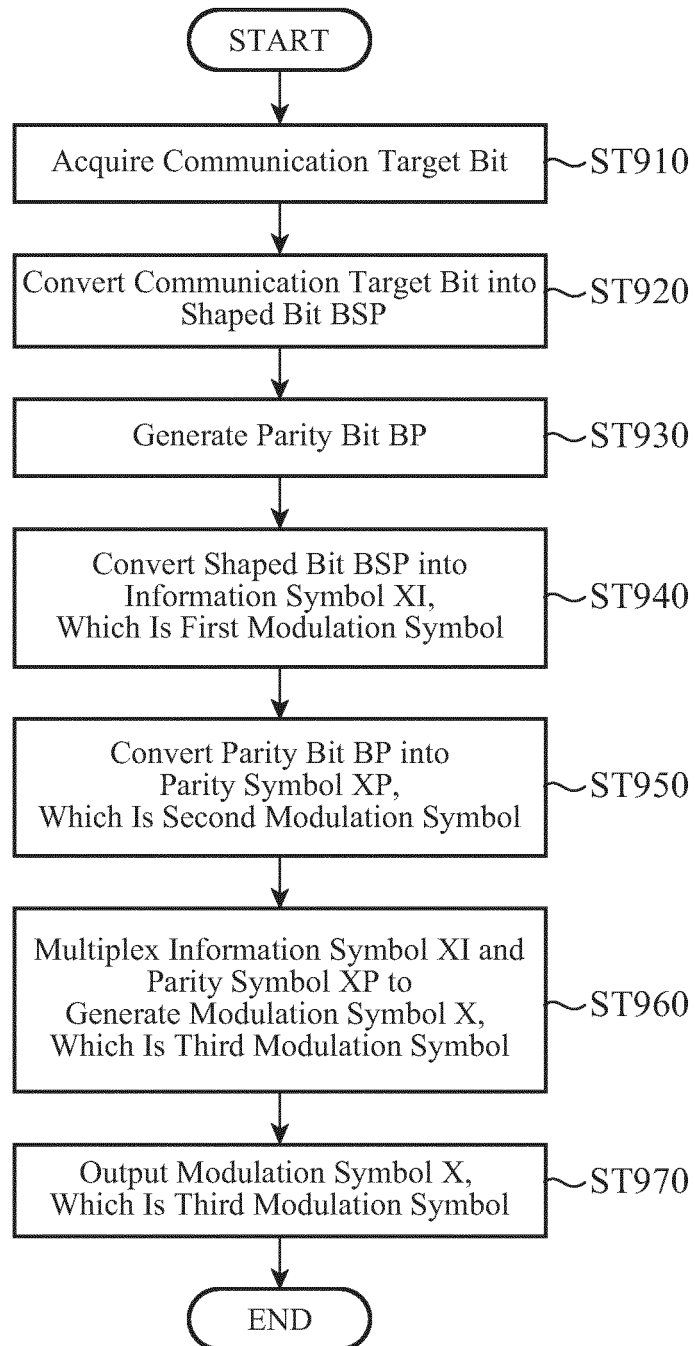 START
Acquire Communication Target Bit
ST910
Convert Communication Target Bit into
Shaped Bit BSP
ST920
Generate Parity Bit BP
ST930
Convert Shaped Bit BSP into
Information Symbol XI,
Which Is First Modulation Symbol
ST940
Convert Parity Bit BP into
Parity Symbol XP,
Which Is Second Modulation Symbol
ST950
Multiplex Information Symbol XI and
Parity Symbol XP to
Generate Modulation Symbol X,
Which Is Third Modulation Symbol
ST960
Output Modulation Symbol X,
Which Is Third Modulation Symbol
ST970
END